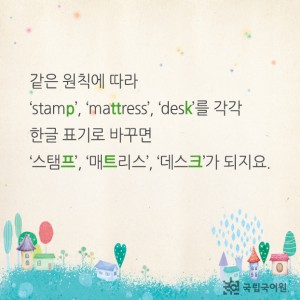 같은 원칙에 따라
‘stamp’, ‘mattress’, ‘desk’를 각각
한글 표기로 바꾸면
‘스탬프’, ‘매트리스’, ‘데스크’가 되지요.
국립국어원